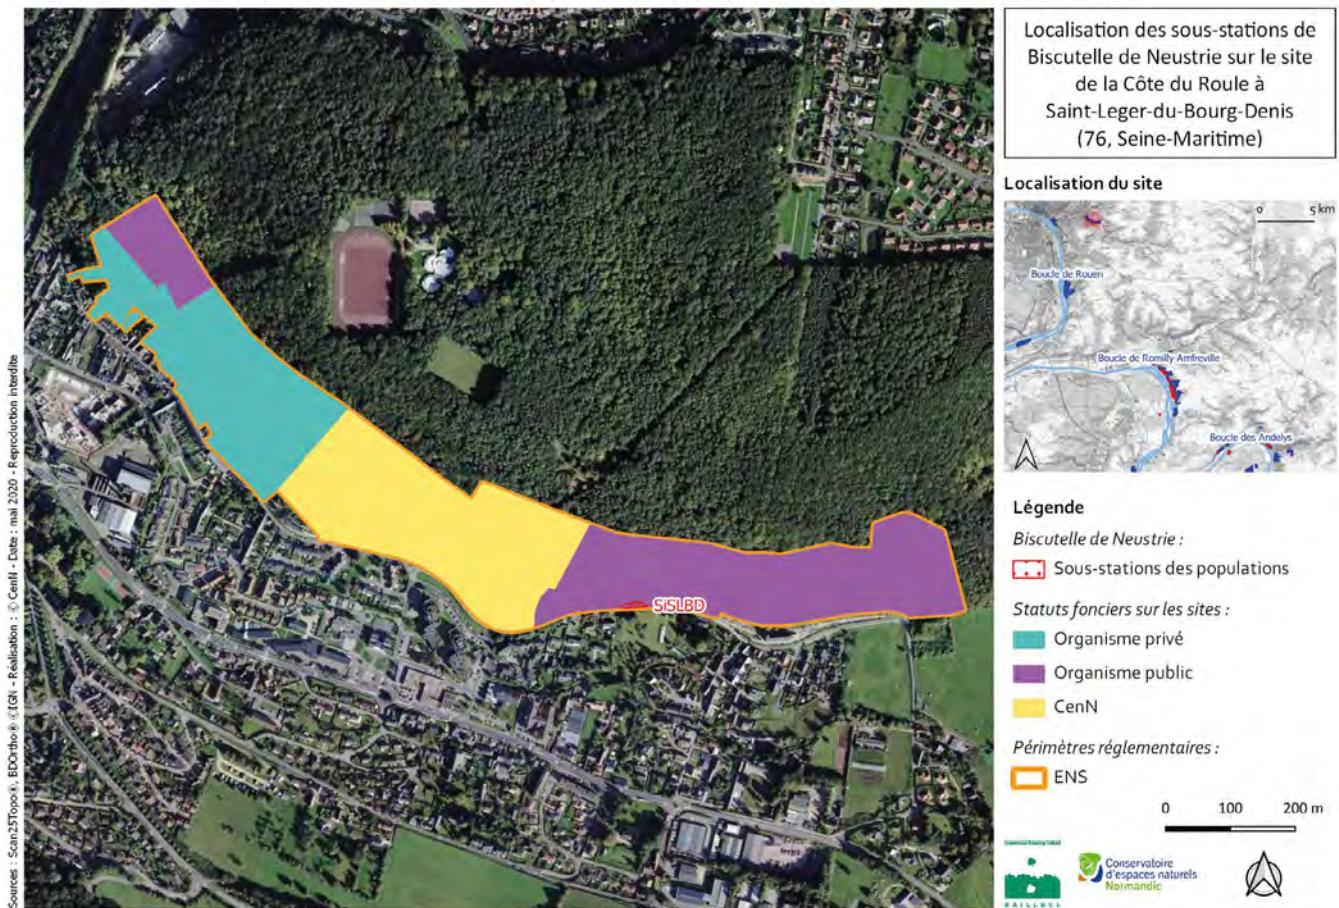 Localisation des sous-stations de
Biscutelle de Neustrie sur le site
de la Côte du Roule à
Saint-Leger-du-Bourg-Denis
(76, Seine-Maritime)
Localisation du site
0 5 km
Boucle de Rouen
Boucle de Romilly Amfreville
Boucle des Andelys
Légende
Biscutelle de Neustrie :
Sous-stations des populations
Statuts fonciers sur les sites :
Organisme privé
Organisme public
CenN
Périmètres réglementaires :
ENS
0 100 200 m
Conservatoire
d'espaces naturels
Normandie
BAILLEUL
SiSLBD
Sources : Scan25Topo®, BDOrtho® ©IGN - Réalisation : © CenN - Date : mai 2020 - Reproduction interdite